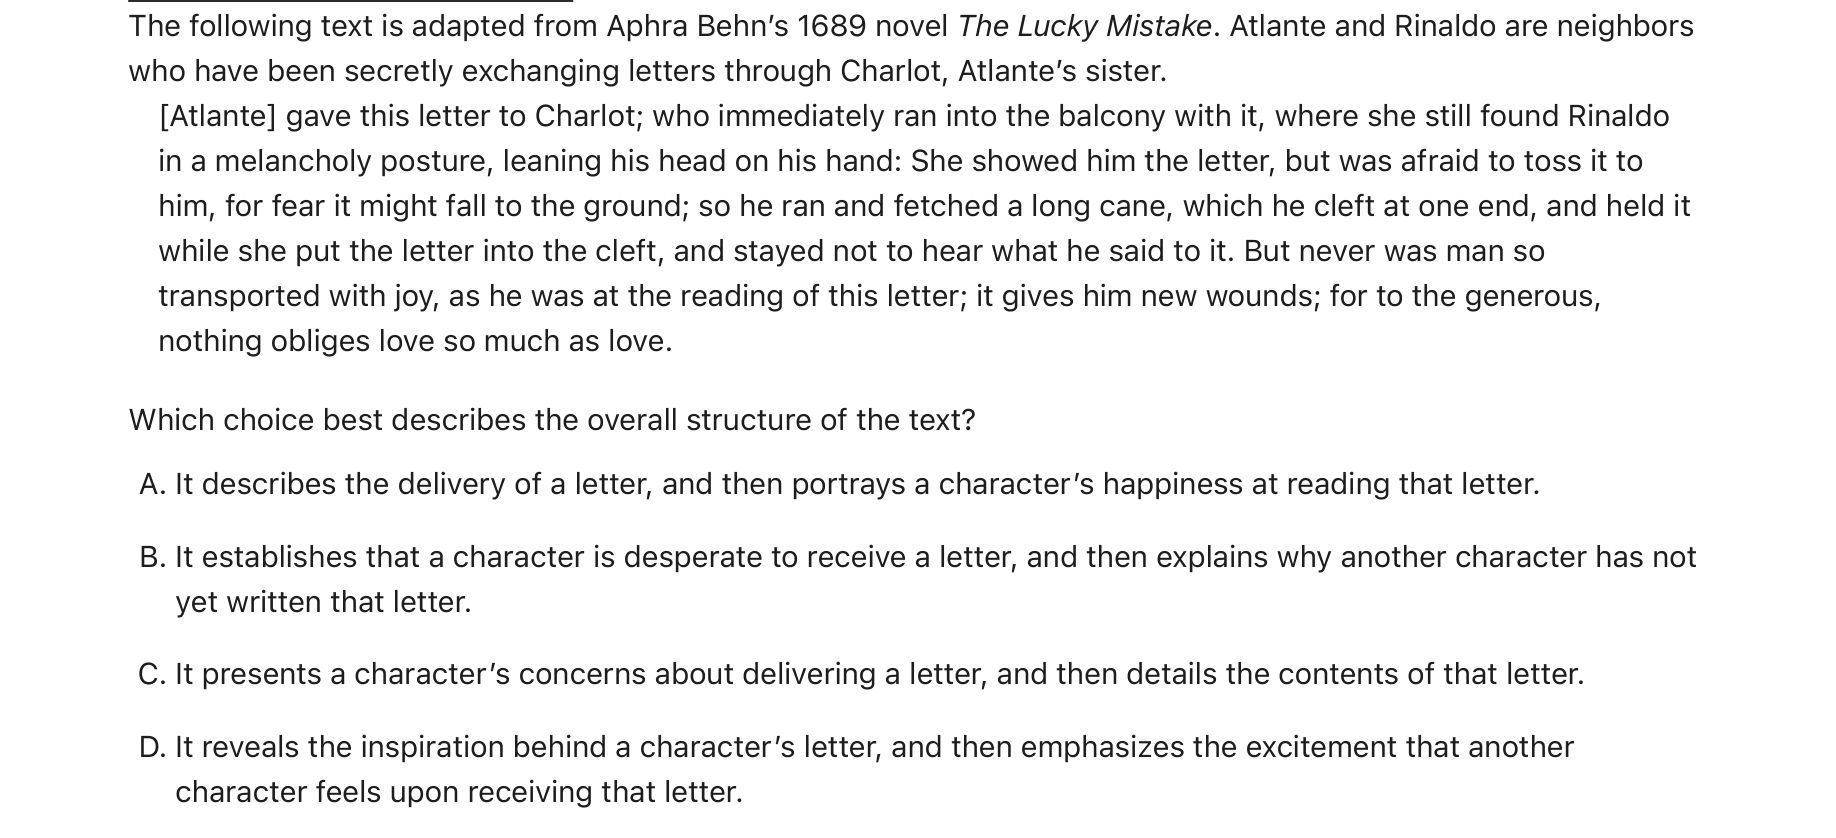 The following text is adapted from Aphra Behn’s 1689 novel The Lucky Mistake. Atlante and Rinaldo are neighbors
who have been secretly exchanging letters through Charlot, Atlante’s sister.
[Atlante] gave this letter to Charlot; who immediately ran into the balcony with it, where she still found Rinaldo
in a melancholy posture, leaning his head on his hand: She showed him the letter, but was afraid to toss it to
him, for fear it might fall to the ground; so he ran and fetched a long cane, which he cleft at one end, and held it
while she put the letter into the cleft, and stayed not to hear what he said to it. But never was man so
transported with joy, as he was at the reading of this letter; it gives him new wounds; for to the generous,
nothing obliges love so much as love.
Which choice best describes the overall structure of the text?
A. It describes the delivery of a letter, and then portrays a character’s happiness at reading that letter.
B. It establishes that a character is desperate to receive a letter, and then explains why another character has not
yet written that letter.
C. It presents a character’s concerns about delivering a letter, and then details the contents of that letter.
D. It reveals the inspiration behind a character’s letter, and then emphasizes the excitement that another
character feels upon receiving that letter.